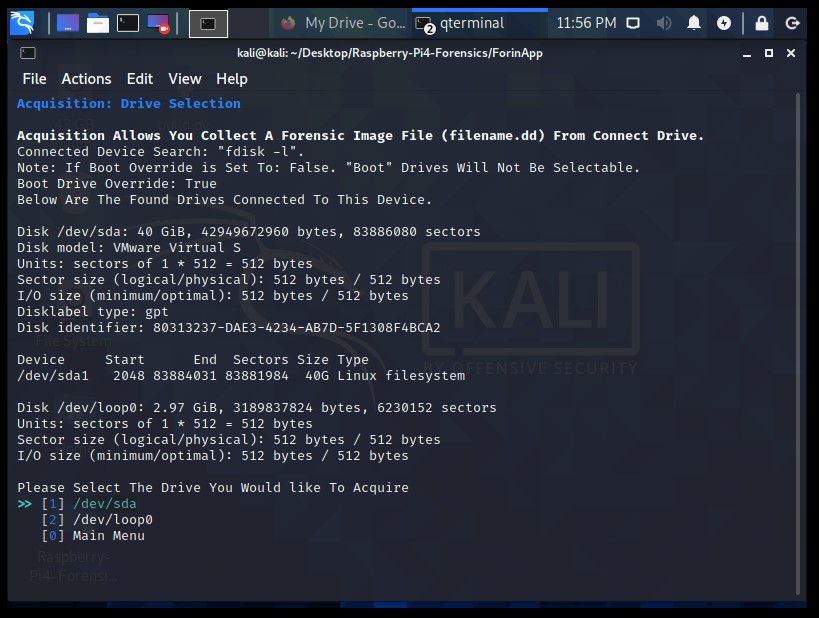 My Drive - Go...
2
qterminal
11:56 PM
kali@kali: ~/Desktop/Raspberry-Pi4-Forensics/ForinApp
File Actions Edit View Help
Acquisition: Drive Selection
Acquisition Allows You Collect A Forensic Image File (filename.dd) From Connect Drive.
Connected Device Search: "fdisk -l".
Note: If Boot Override is Set To: False. "Boot" Drives Will Not Be Selectable.
Boot Drive Override: True
Below Are The Found Drives Connected To This Device.
Disk /dev/sda: 40 GiB, 42949672960 bytes, 83886080 sectors
Disk model: VMware Virtual S
Units: sectors of 1 * 512 = 512 bytes
Sector size (logical/physical): 512 bytes / 512 bytes
I/O size (minimum/optimal): 512 bytes / 512 bytes
Disklabel type: gpt
Disk identifier: 80313237-DAE3-4234-AB7D-5F1308F4BCA2
File System
KALI
BY OFFENSIVE SECURITY
Device Start End Sectors Size Type
/dev/sda1 2048 83884031 83881984 40G Linux filesystem
Disk /dev/loop0: 2.97 GiB, 3189837824 bytes, 6230152 sectors
Units: sectors of 1 * 512 = 512 bytes
Sector size (logical/physical): 512 bytes / 512 bytes
I/O size (minimum/optimal): 512 bytes / 512 bytes
Please Select The Drive You Would like To Acquire
>> [1] /dev/sda
[2] /dev/loop0
[0] Main Menu
Raspberry-
Pi4-Forensi...